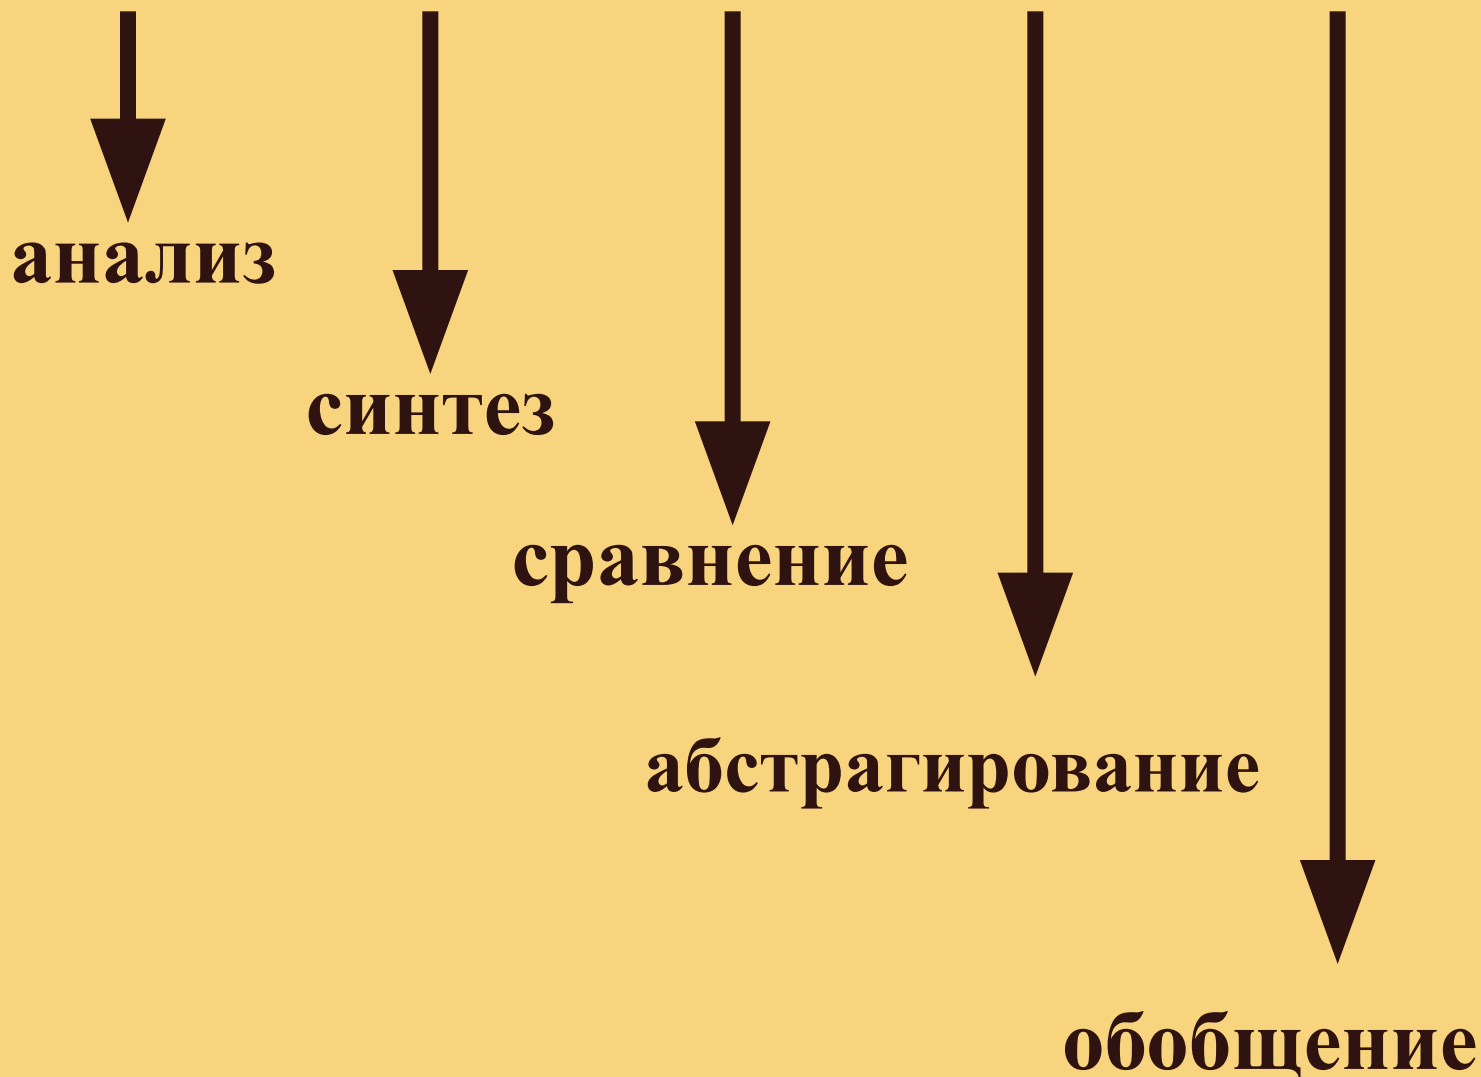 анализ
синтез
сравнение
абстрагирование
обобщение